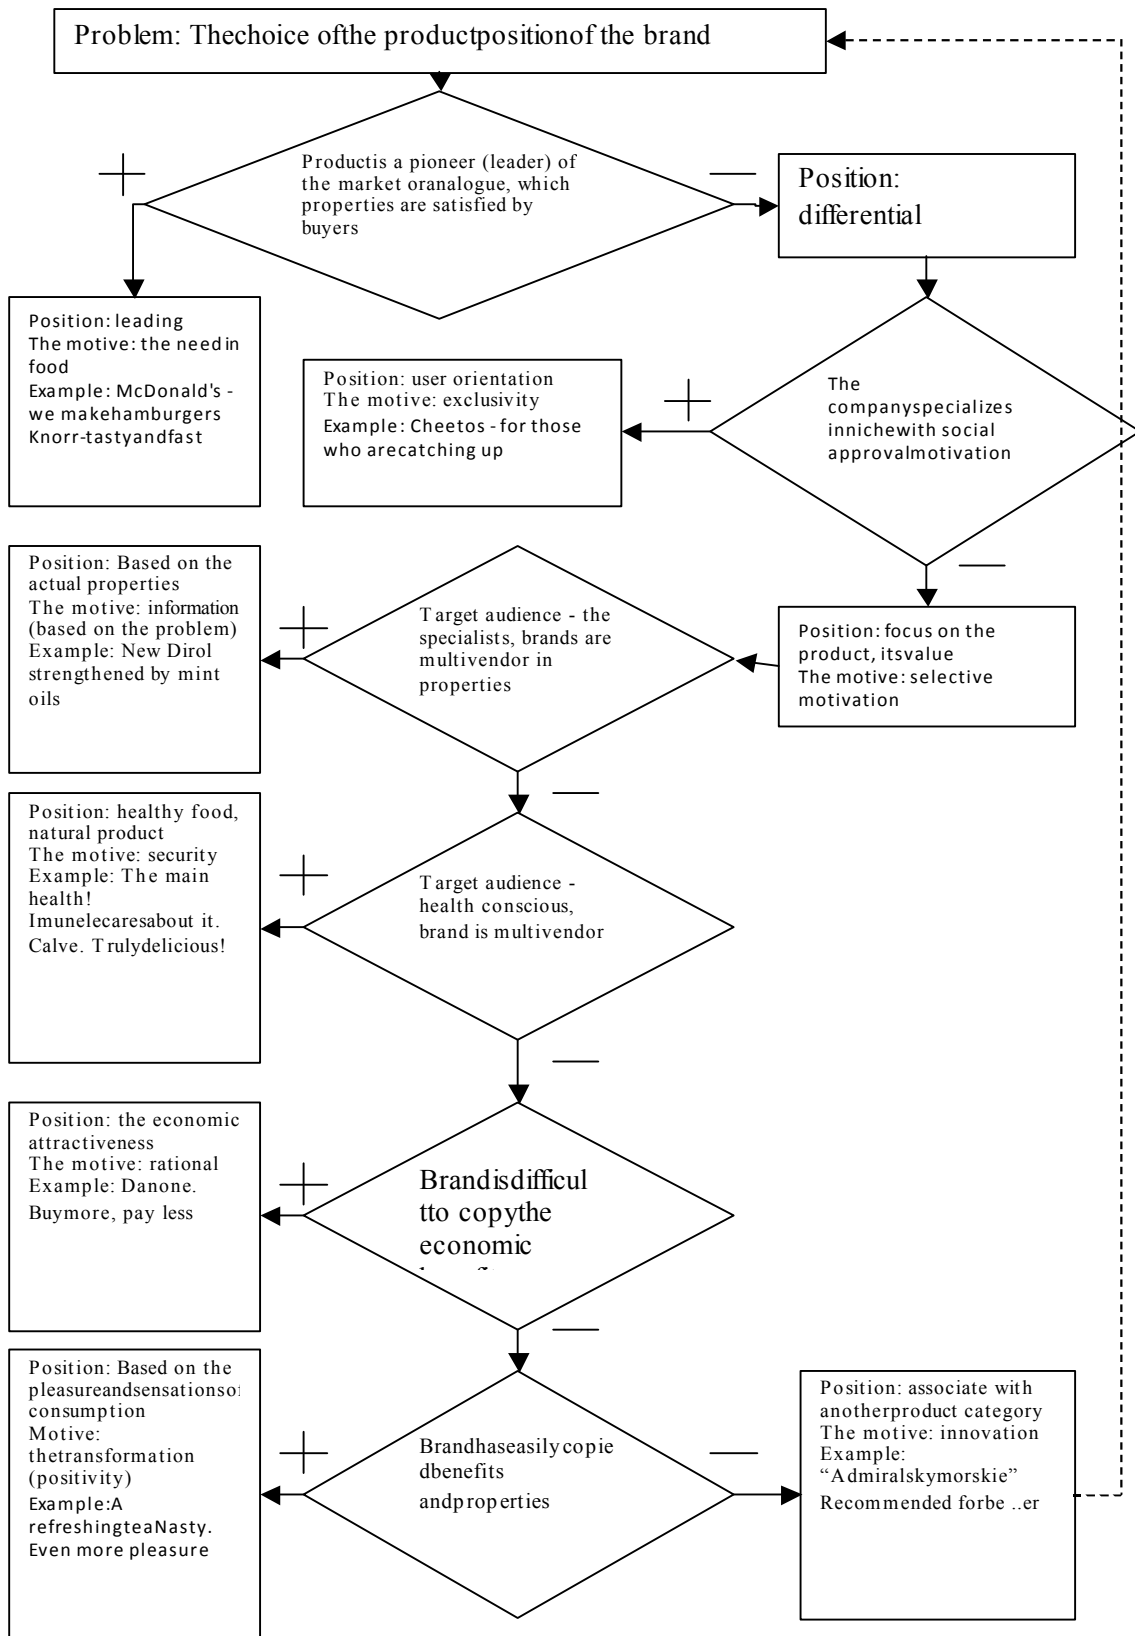 Problem: Thechoice ofthe productpositionof the brand
Productis a pioneer (leader) of
the market oranalogue, which
properties are satisfied by
buyers
Position:
differential
Position: leading
The motive: the need in
food
Example: McDonald's -
we makehamburgers
Knorr-tastyandfast
Position: user orientation
The motive: exclusivity
Example: Cheetos - for those
who arecatching up
The
companyspecializes
innichewith social
approvalmotivation
Position: Based on the
actual properties
The motive: information
(based on the problem)
Example: New Dirol
strengthened by mint
oils
Target audience - the
specialists, brands are
multivendor in
properties
Position: focus on the
product, itsvalue
The motive: selective
motivation
Position: healthy food,
natural product
The motive: security
Example: The main
health!
Imunelecaresabout it.
Calve. Trulydelicious!
Target audience -
health conscious,
brand is multivendor
Position: the economic
attractiveness
The motive: rational
Example: Danone.
Buymore, pay less
Brandisdifficul
tto copythe
economic
Position: Based on the
pleasureandsensationsof
consumption
Motive:
thetransformation
(positivity)
Example:A
refreshingteaNasty.
Even more pleasure
Brandhaseasilycopie
dbenefits
andproperties
Position: associate with
anotherproduct category
The motive: innovation
Example:
“Admiralskymorskie”
Recommended forbe ..er